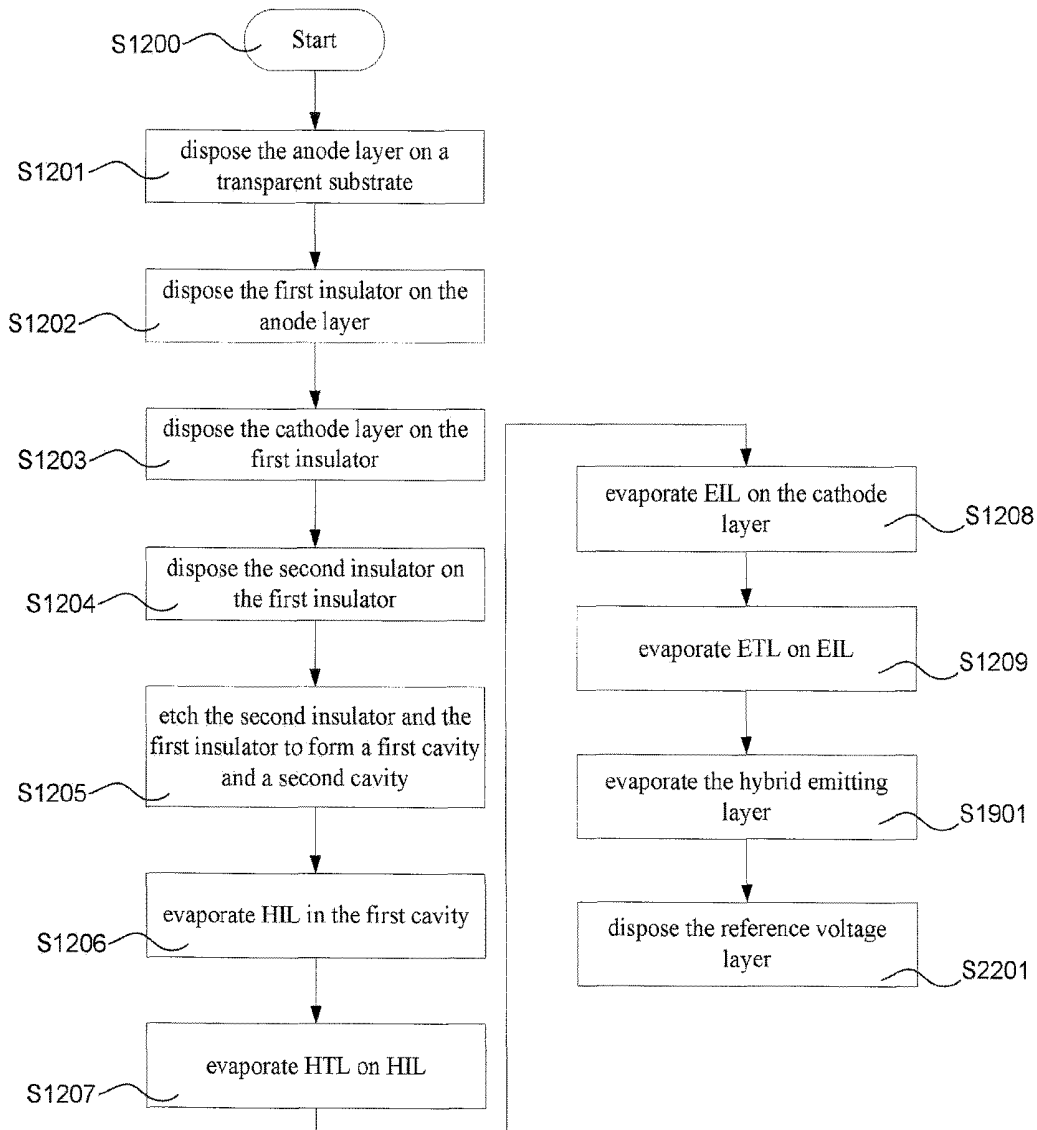 S1200
Start
S1201
dispose the anode layer on a
transparent substrate
S1202
dispose the first insulator on the
anode layer
S1203
dispose the cathode layer on the
first insulator
S1204
dispose the second insulator on
the first insulator
S1205
etch the second insulator and the
first insulator to form a first cavity
and a second cavity
S1206
evaporate HIL in the first cavity
S1207
evaporate HTL on HIL
evaporate EIL on the cathode
layer
S1208
evaporate ETL on EIL
S1209
evaporate the hybrid emitting
layer
S1901
dispose the reference voltage
layer
S2201